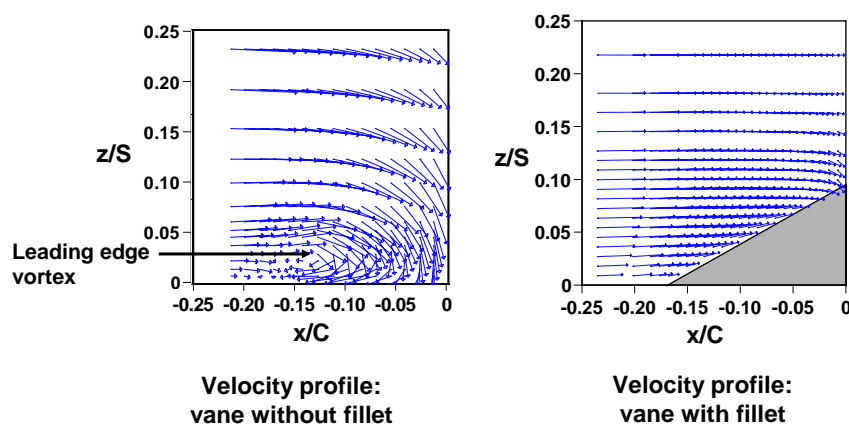 0.25
0.20
0.15
z/S
0.10
0.05
0
Leading edge
vortex
-0.25 -0.20 -0.15 -0.10 -0.05 0
x/C
Velocity profile:
vane without fillet
0.25
0.20
0.15
z/S
0.10
0.05
0
-0.25 -0.20 -0.15 -0.10 -0.05 0
x/C
Velocity profile:
vane with fillet